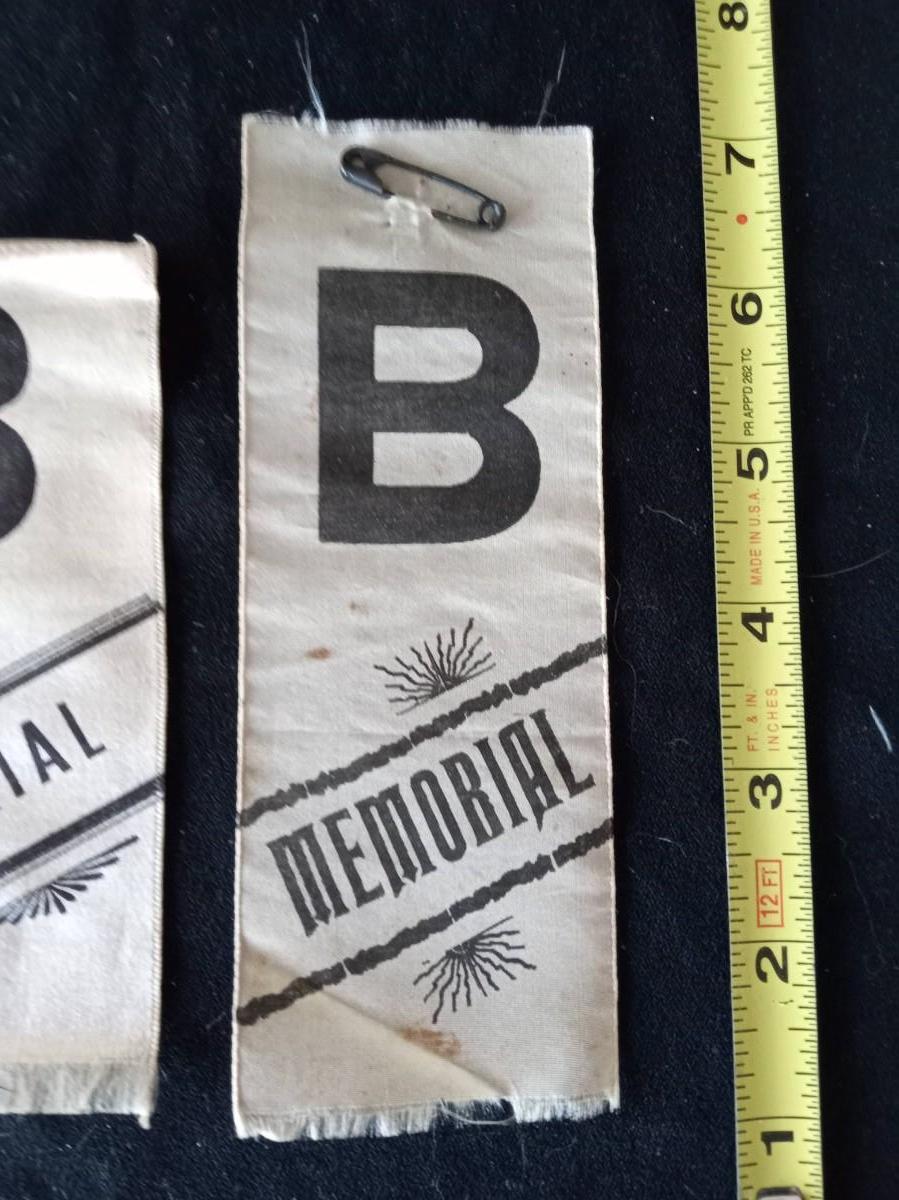 B
MEMORIAL
B
IAL
8
7
6
PR APP'D 262 TC
5
MADE IN U.S.A.
4
FT. & IN.
INCHES
3
12 FT
2
1